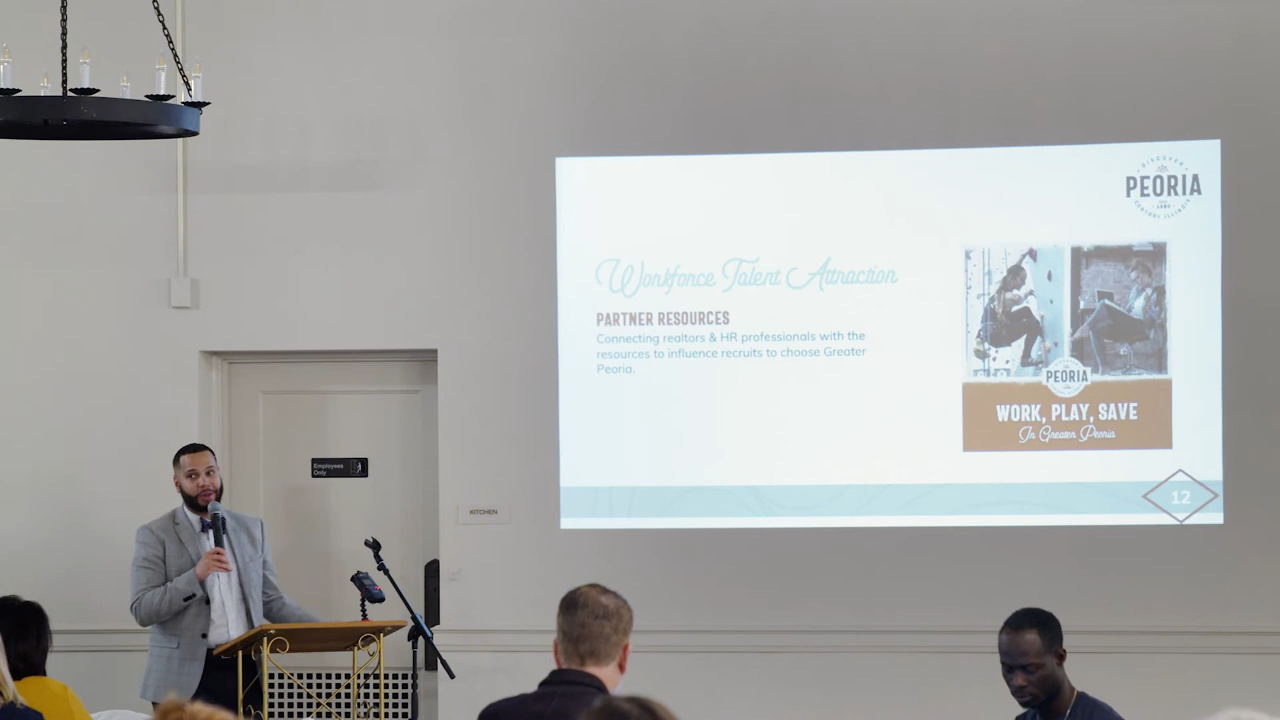 DISCOVER
PEORIA
CENTRAL ILLINOIS
Workforce Talent Attraction
PARTNER RESOURCES
Connecting realtors & HR professionals with the
resources to influence recruits to choose Greater
Peoria.
PEORIA
WORK, PLAY, SAVE
In Greater Peoria
12
Employees
Only
KITCHEN